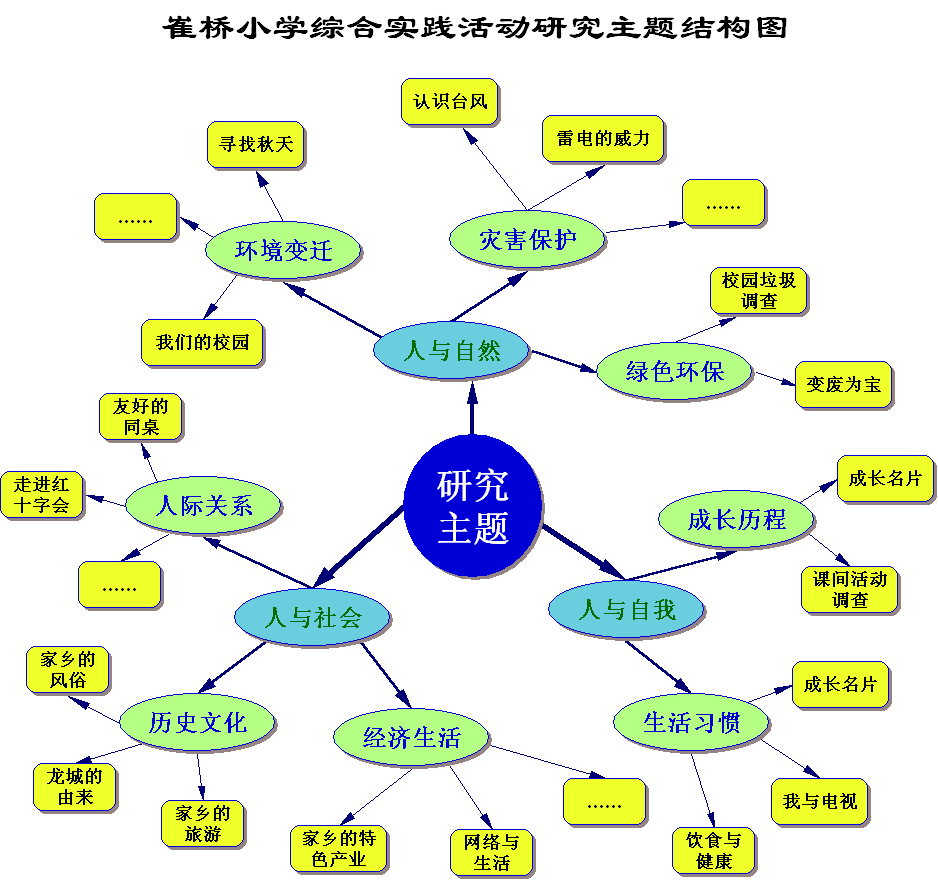 崔桥小学综合实践活动研究主题结构图
认识台风
雷电的威力
寻找秋天
……
……
环境变迁
灾害保护
校园垃圾
调查
我们的校园
人与自然
绿色环保
变废为宝
友好的
同桌
走进红
十字会
人际关系
……
研究
主题
成长名片
成长历程
课间活动
调查
人与社会
人与自我
家乡的
风俗
历史文化
龙城的
由来
家乡的
旅游
经济生活
……
家乡的特
色产业
网络与
生活
生活习惯
成长名片
我与电视
饮食与
健康